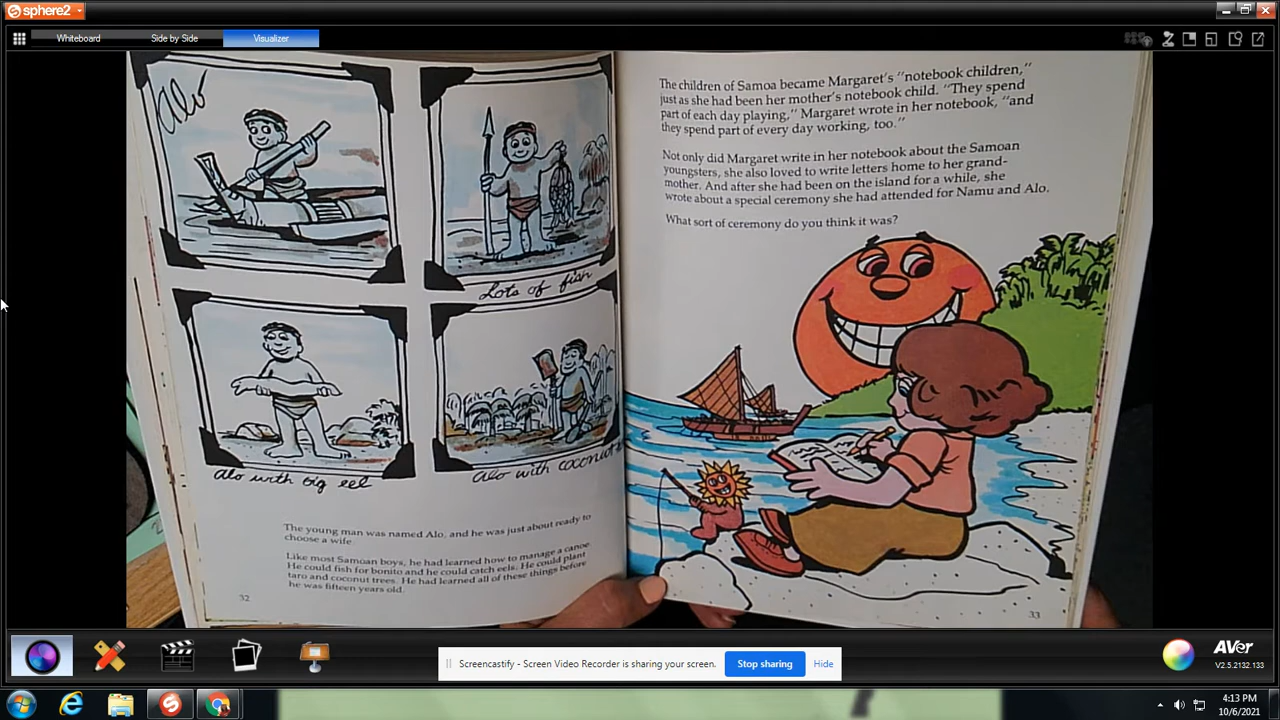 sphere2
Whiteboard
Side by Side
Visualizer
Alo
Lots of fish
Alo with big eel
Alo with coconut
The young man was named Alo, and he was just about ready to
choose a wife.
Like most Samoan boys, he had learned how to manage a canoe.
He could fish for bonito and he could catch eels. He could plant
taro and coconut trees. He had learned all of these things before
he was fifteen years old.
32
The children of Samoa became Margaret's "notebook children,"
just as she had been her mother's notebook child. "They spend
part of each day playing," Margaret wrote in her notebook, "and
they spend part of every day working, too."
Not only did Margaret write in her notebook about the Samoan
youngsters, she also loved to write letters home to her grand-
mother. And after she had been on the island for a while, she
wrote about a special ceremony she had attended for Namu and Alo.
What sort of ceremony do you think it was?
33
Screencastify - Screen Video Recorder is sharing your screen.
Stop sharing
Hide
AVer
V2.5.2132.133
4:13 PM
10/6/2021